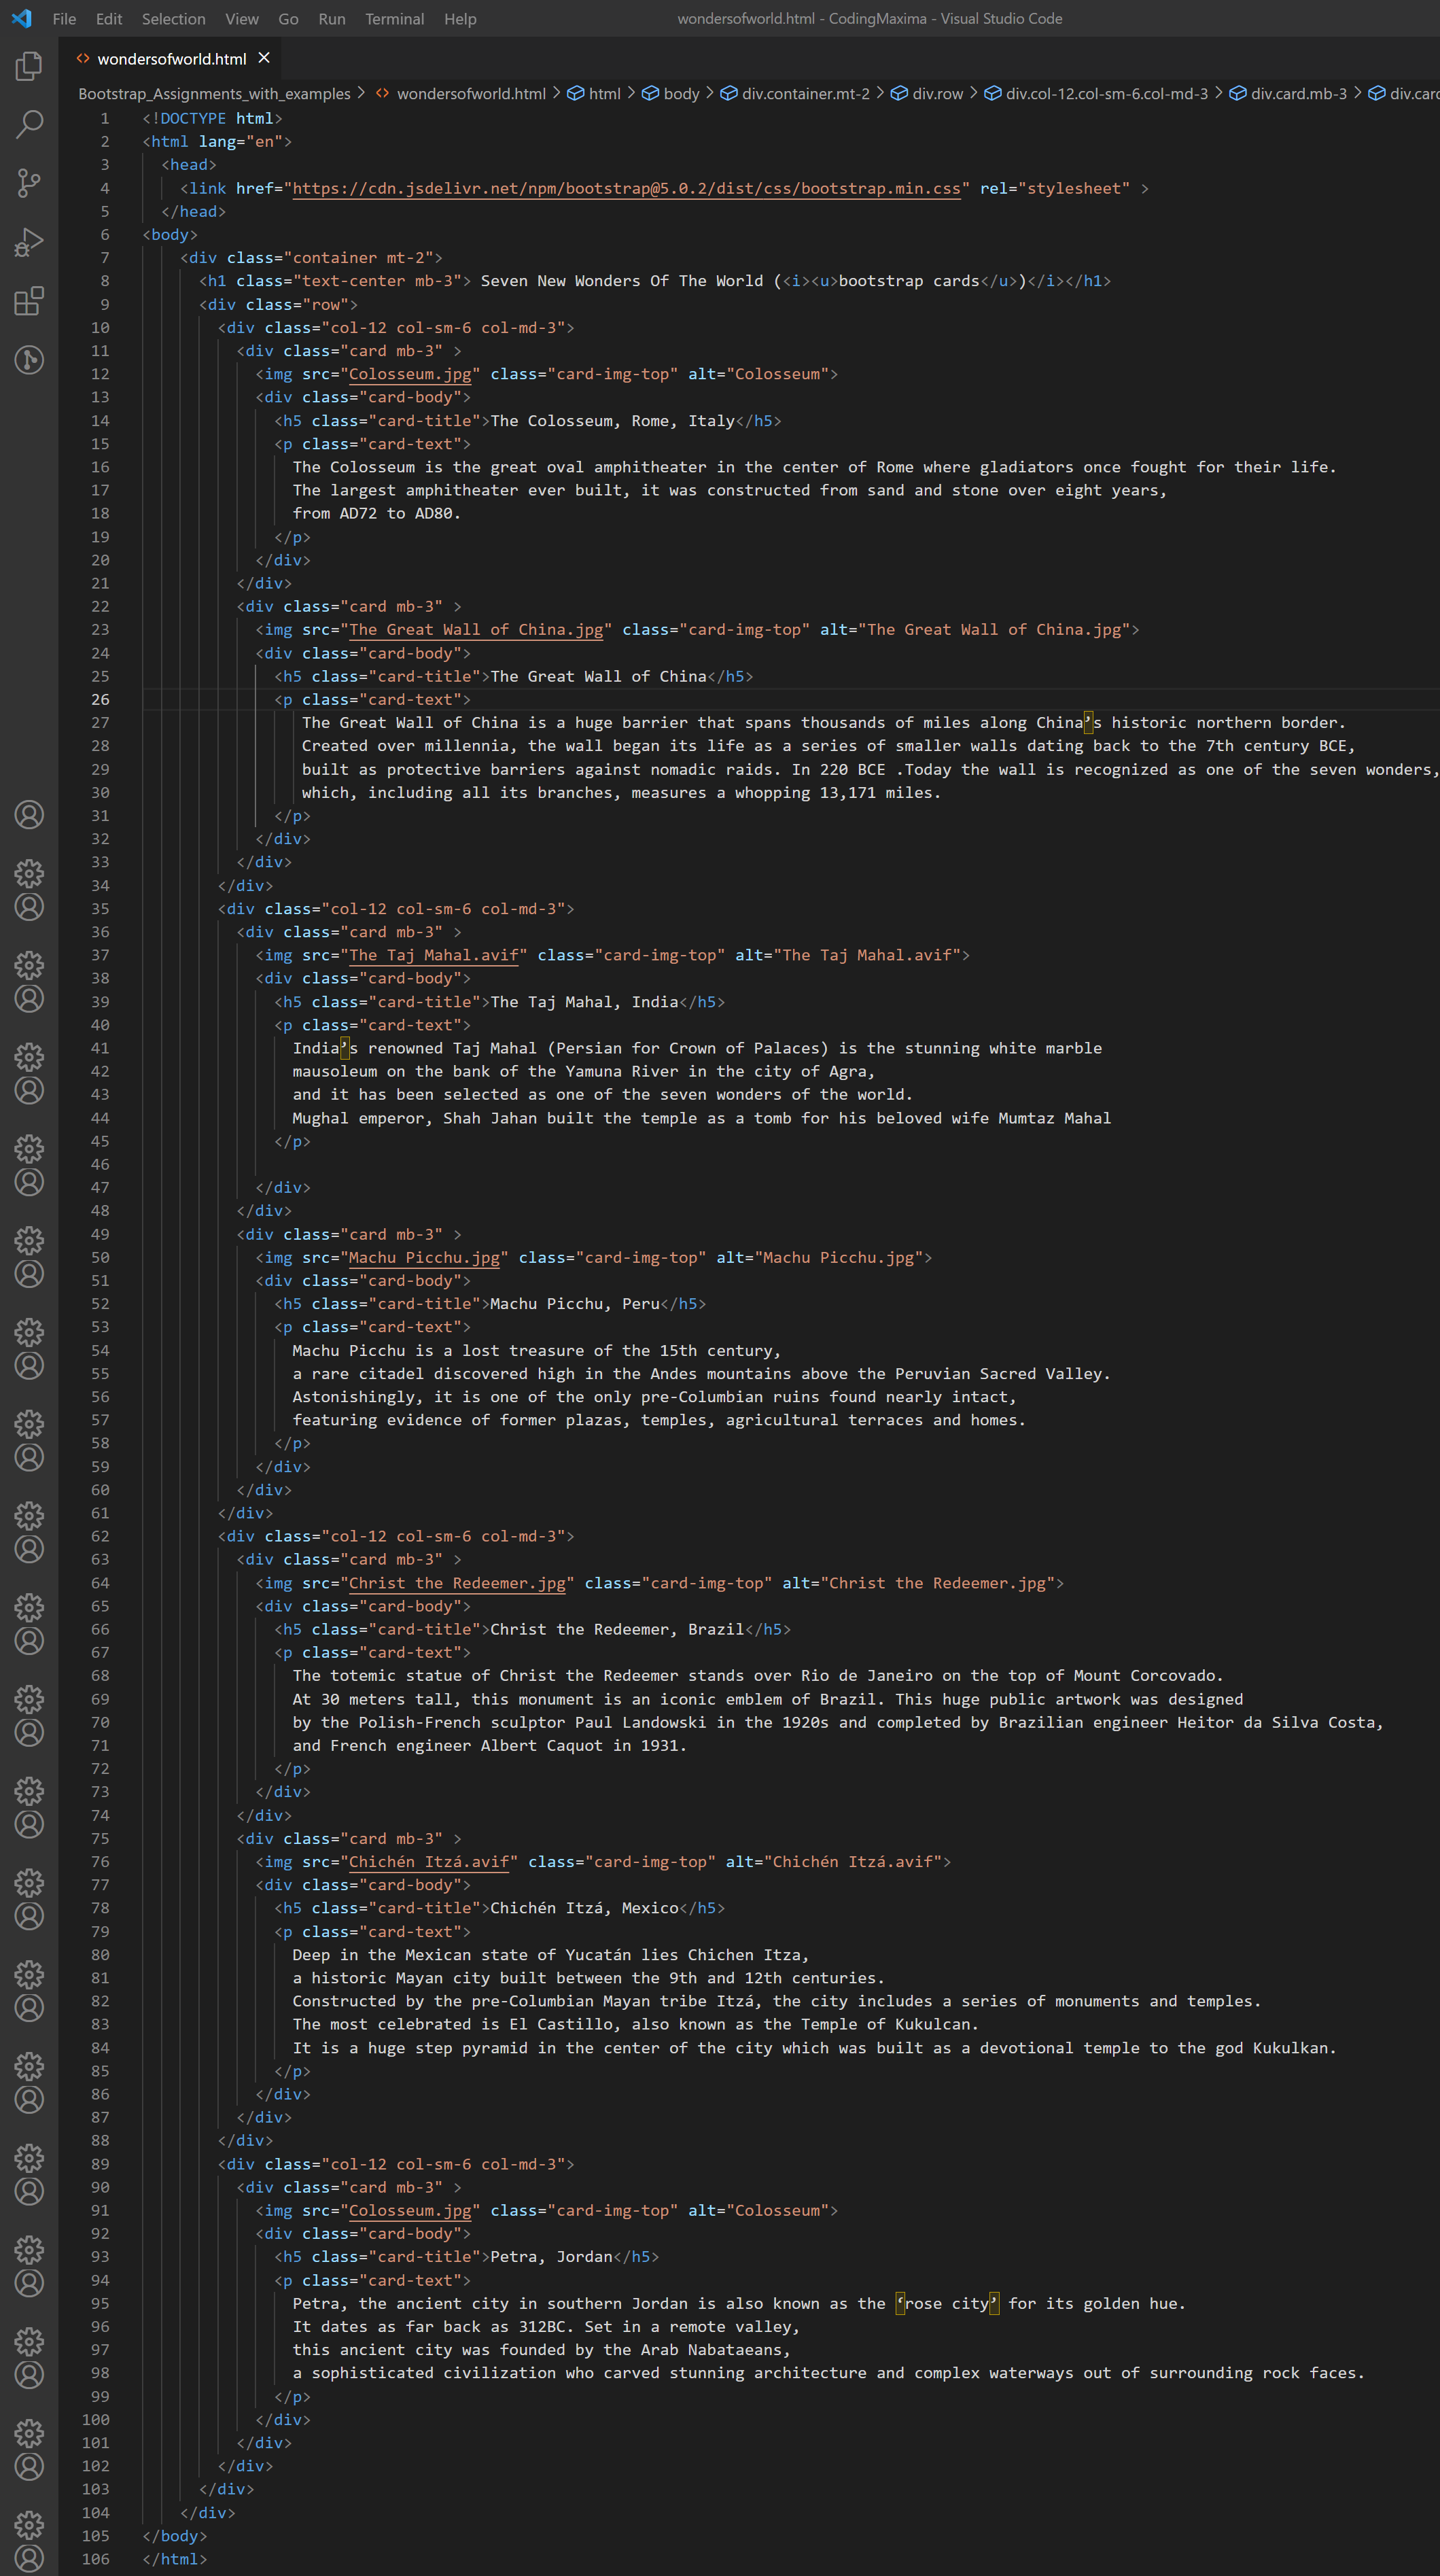 File Edit Selection View Go Run Terminal Help wondersofworld.html - CodingMaxima - Visual Studio Code
<> wondersofworld.html ×
Bootstrap_Assignments_with_examples > <> wondersofworld.html > html > body > div.container.mt-2 > div.row > div.col-12.col-sm-6.col-md-3 > div.card.mb-3 > div.card
1 <!DOCTYPE html>
2 <html lang="en">
3 <head>
4 <link href="https://cdn.jsdelivr.net/npm/bootstrap@5.0.2/dist/css/bootstrap.min.css" rel="stylesheet" >
5 </head>
6 <body>
7 <div class="container mt-2">
8 <h1 class="text-center mb-3"> Seven New Wonders Of The World (<i><u>bootstrap cards</u>)</i></h1>
9 <div class="row">
10 <div class="col-12 col-sm-6 col-md-3">
11 <div class="card mb-3" >
12 <img src="Colosseum.jpg" class="card-img-top" alt="Colosseum">
13 <div class="card-body">
14 <h5 class="card-title">The Colosseum, Rome, Italy</h5>
15 <p class="card-text">
16 The Colosseum is the great oval amphitheater in the center of Rome where gladiators once fought for their life.
17 The largest amphitheater ever built, it was constructed from sand and stone over eight years,
18 from AD72 to AD80.
19 </p>
20 </div>
21 </div>
22 <div class="card mb-3" >
23 <img src="The Great Wall of China.jpg" class="card-img-top" alt="The Great Wall of China.jpg">
24 <div class="card-body">
25 <h5 class="card-title">The Great Wall of China</h5>
26 <p class="card-text">
27 The Great Wall of China is a huge barrier that spans thousands of miles along China’s historic northern border.
28 Created over millennia, the wall began its life as a series of smaller walls dating back to the 7th century BCE,
29 built as protective barriers against nomadic raids. In 220 BCE .Today the wall is recognized as one of the seven wonders,
30 which, including all its branches, measures a whopping 13,171 miles.
31 </p>
32 </div>
33 </div>
34 </div>
35 <div class="col-12 col-sm-6 col-md-3">
36 <div class="card mb-3" >
37 <img src="The Taj Mahal.avif" class="card-img-top" alt="The Taj Mahal.avif">
38 <div class="card-body">
39 <h5 class="card-title">The Taj Mahal, India</h5>
40 <p class="card-text">
41 India’s renowned Taj Mahal (Persian for Crown of Palaces) is the stunning white marble
42 mausoleum on the bank of the Yamuna River in the city of Agra,
43 and it has been selected as one of the seven wonders of the world.
44 Mughal emperor, Shah Jahan built the temple as a tomb for his beloved wife Mumtaz Mahal
45 </p>
46
47 </div>
48 </div>
49 <div class="card mb-3" >
50 <img src="Machu Picchu.jpg" class="card-img-top" alt="Machu Picchu.jpg">
51 <div class="card-body">
52 <h5 class="card-title">Machu Picchu, Peru</h5>
53 <p class="card-text">
54 Machu Picchu is a lost treasure of the 15th century,
55 a rare citadel discovered high in the Andes mountains above the Peruvian Sacred Valley.
56 Astonishingly, it is one of the only pre-Columbian ruins found nearly intact,
57 featuring evidence of former plazas, temples, agricultural terraces and homes.
58 </p>
59 </div>
60 </div>
61 </div>
62 <div class="col-12 col-sm-6 col-md-3">
63 <div class="card mb-3" >
64 <img src="Christ the Redeemer.jpg" class="card-img-top" alt="Christ the Redeemer.jpg">
65 <div class="card-body">
66 <h5 class="card-title">Christ the Redeemer, Brazil</h5>
67 <p class="card-text">
68 The totemic statue of Christ the Redeemer stands over Rio de Janeiro on the top of Mount Corcovado.
69 At 30 meters tall, this monument is an iconic emblem of Brazil. This huge public artwork was designed
70 by the Polish-French sculptor Paul Landowski in the 1920s and completed by Brazilian engineer Heitor da Silva Costa,
71 and French engineer Albert Caquot in 1931.
72 </p>
73 </div>
74 </div>
75 <div class="card mb-3" >
76 <img src="Chichén Itzá.avif" class="card-img-top" alt="Chichén Itzá.avif">
77 <div class="card-body">
78 <h5 class="card-title">Chichén Itzá, Mexico</h5>
79 <p class="card-text">
80 Deep in the Mexican state of Yucatán lies Chichen Itza,
81 a historic Mayan city built between the 9th and 12th centuries.
82 Constructed by the pre-Columbian Mayan tribe Itzá, the city includes a series of monuments and temples.
83 The most celebrated is El Castillo, also known as the Temple of Kukulcan.
84 It is a huge step pyramid in the center of the city which was built as a devotional temple to the god Kukulkan.
85 </p>
86 </div>
87 </div>
88 </div>
89 <div class="col-12 col-sm-6 col-md-3">
90 <div class="card mb-3" >
91 <img src="Colosseum.jpg" class="card-img-top" alt="Colosseum">
92 <div class="card-body">
93 <h5 class="card-title">Petra, Jordan</h5>
94 <p class="card-text">
95 Petra, the ancient city in southern Jordan is also known as the ‘rose city’ for its golden hue.
96 It dates as far back as 312BC. Set in a remote valley,
97 this ancient city was founded by the Arab Nabataeans,
98 a sophisticated civilization who carved stunning architecture and complex waterways out of surrounding rock faces.
99 </p>
100 </div>
101 </div>
102 </div>
103 </div>
104 </div>
105 </body>
106 </html>